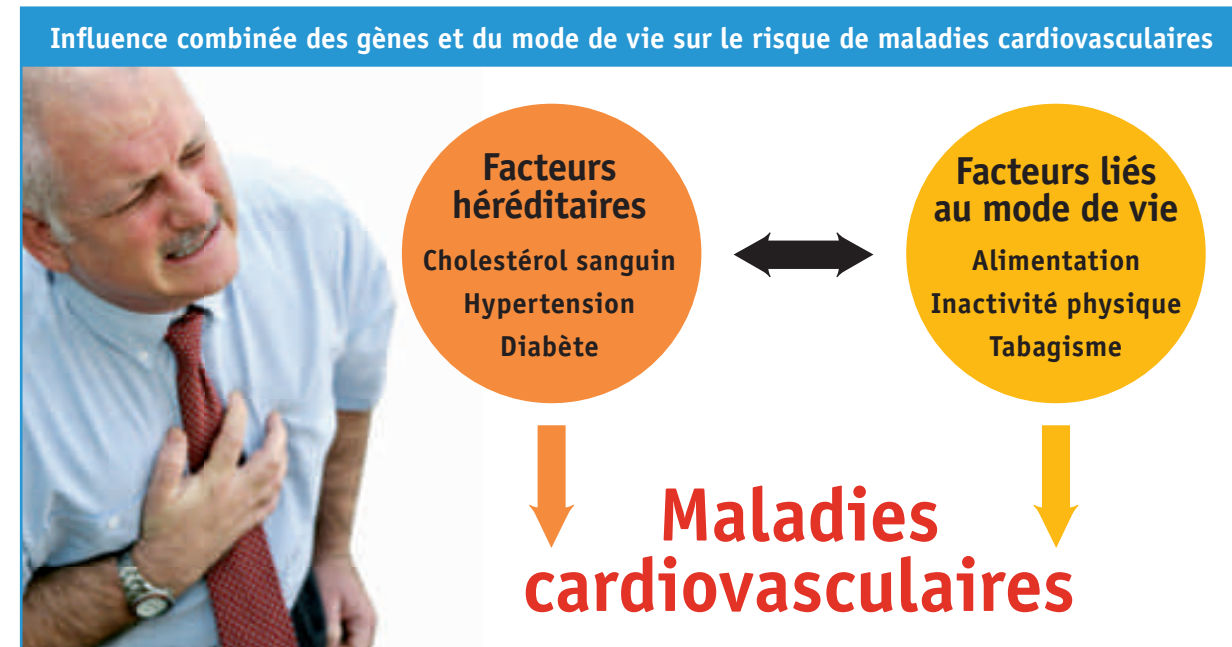 Influence combinée des gènes et du mode de vie sur le risque de maladies cardiovasculaires
Facteurs
héréditaires
Cholestérol sanguin
Hypertension
Diabète
Facteurs liés
au mode de vie
Alimentation
Inactivité physique
Tabagisme
Maladies
cardiovasculaires